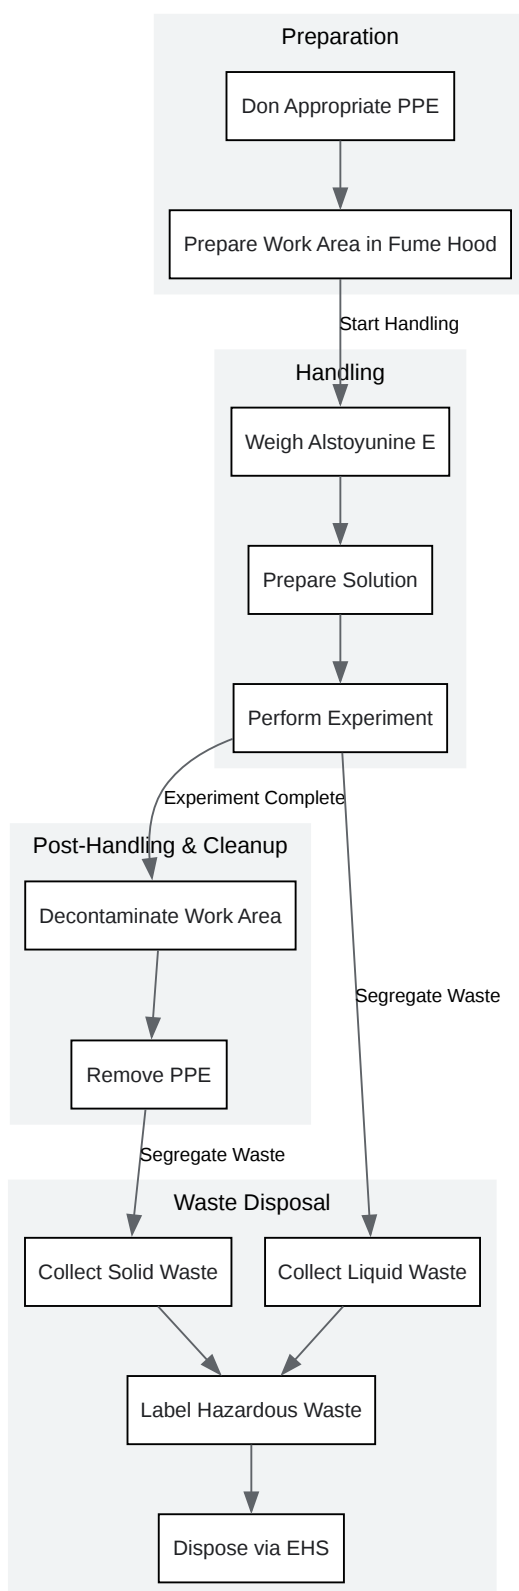 Preparation
Don Appropriate PPE
Prepare Work Area in Fume Hood
Start Handling
Handling
Weigh Alstoyunine E
Prepare Solution
Perform Experiment
Experiment Complete
Post-Handling & Cleanup
Decontaminate Work Area
Segregate Waste
Remove PPE
Segregate Waste
Waste Disposal
Collect Solid Waste
Collect Liquid Waste
Label Hazardous Waste
Dispose via EHS